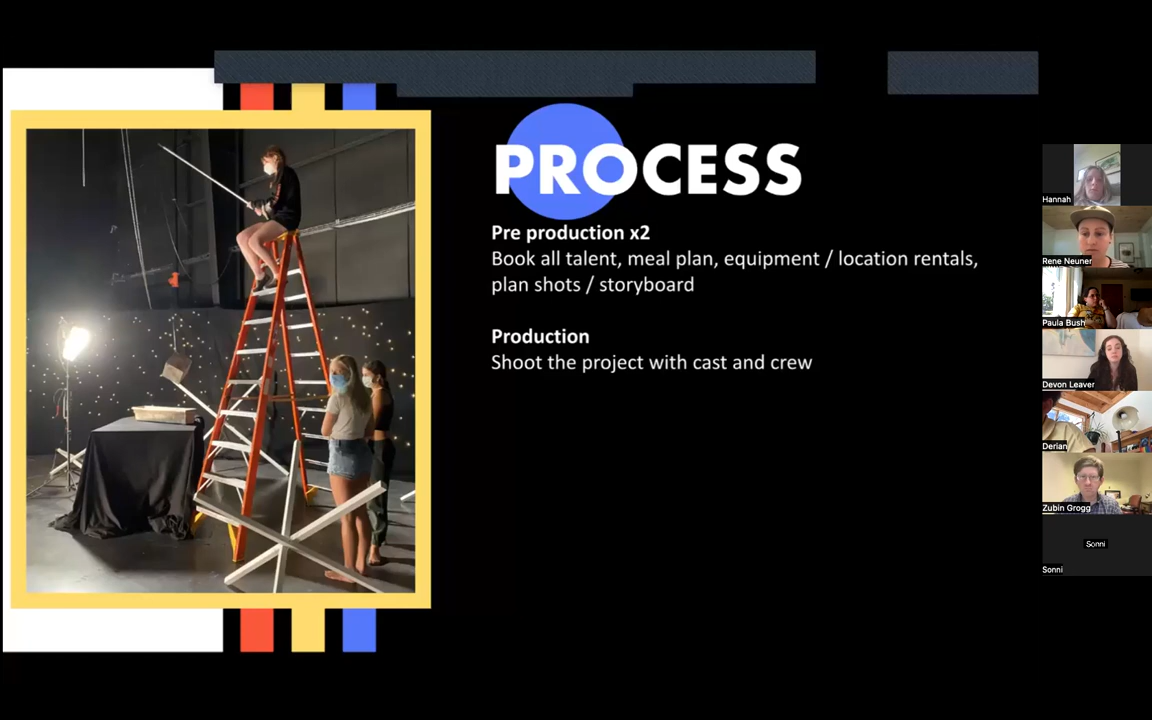 PROCESS
Pre production x2
Book all talent, meal plan, equipment / location rentals,
plan shots / storyboard
Production
Shoot the project with cast and crew
Hannah
Rene Neuner
Paula Bush
Devon Leaver
Derian
Zubin Grogg
Sonni
Sonni